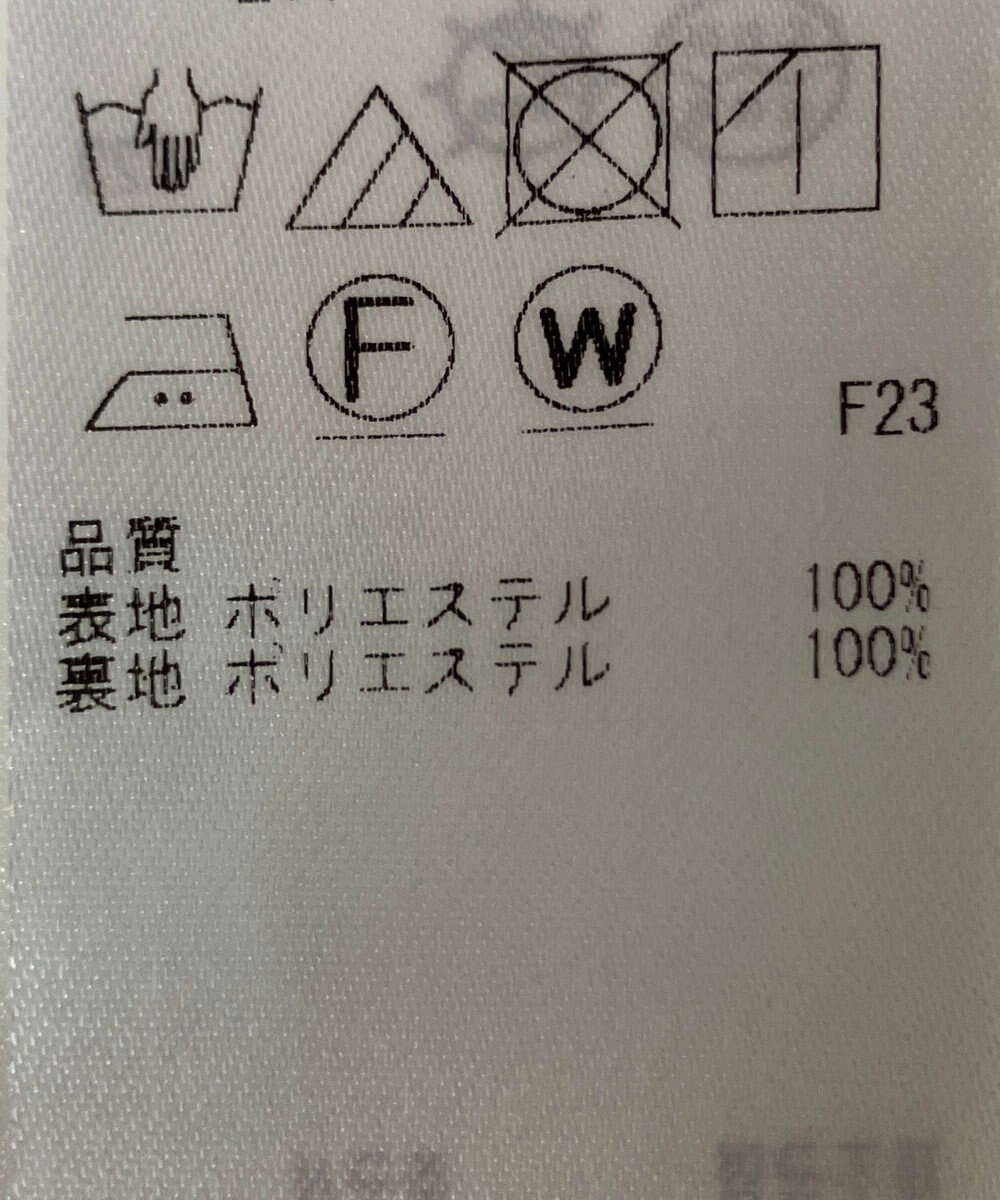 F W F23
品質
表地 ポリエステル 100%
裏地 ポリエステル 100%